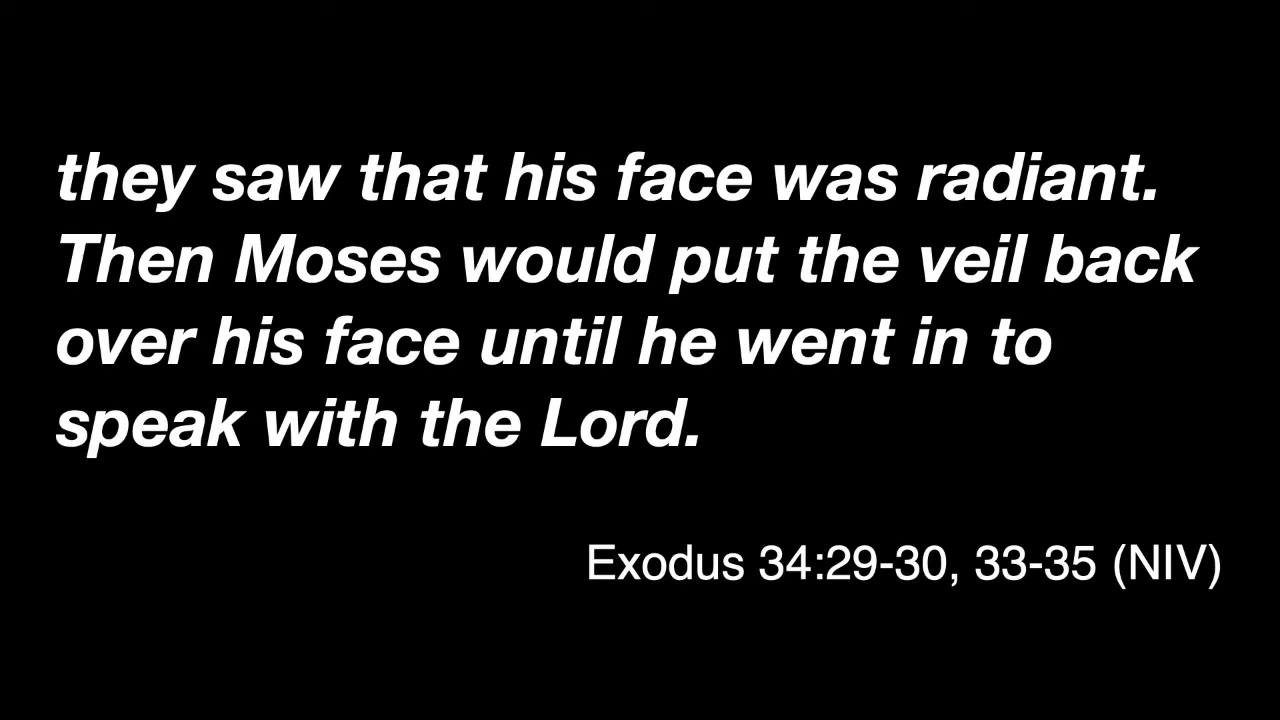 they saw that his face was radiant.
Then Moses would put the veil back
over his face until he went in to
speak with the Lord.
Exodus 34:29-30, 33-35 (NIV)